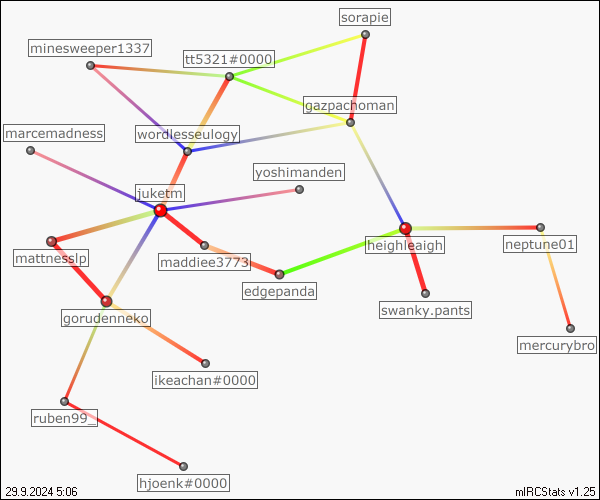 sorapie
minesweeper1337
tt5321#0000
gazpachoman
marcemadness
wordlesseulogy
yoshimanden
juketm
heighleaigh
neptune01
mattnesslp
maddiee3773
edgepanda
swanky.pants
gorudenneko
mercurybro
ikeachan#0000
ruben99_
hjoenk#0000
29.9.2024 5:06
mIRCStats v1.25